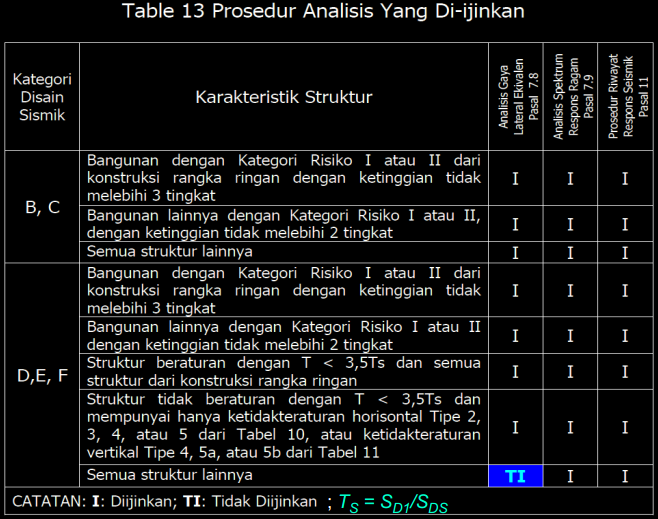 Table 13 Prosedur Analisis Yang Di-ijinkan
Kategori
Disain
Sismik
Karakteristik Struktur
Analisis Gaya
Lateral Ekivalen
Pasal 7.8
Analisis Spektrum
Respons Ragam
Pasal 7.9
Prosedur Riwayat
Respons Seismik
Pasal 11
B, C
Bangunan dengan Kategori Risiko I atau II dari
konstruksi rangka ringan dengan ketinggian tidak
melebihi 3 tingkat
I I I
Bangunan lainnya dengan Kategori Risiko I atau II,
dengan ketinggian tidak melebihi 2 tingkat
I I I
Semua struktur lainnya
I I I
D,E, F
Bangunan dengan Kategori Risiko I atau II dari
konstruksi rangka ringan dengan ketinggian tidak
melebihi 3 tingkat
I I I
Bangunan lainnya dengan Kategori Risiko I atau II
dengan ketinggian tidak melebihi 2 tingkat
I I I
Struktur beraturan dengan T < 3,5Ts dan semua
struktur dari konstruksi rangka ringan
I I I
Struktur tidak beraturan dengan T < 3,5Ts dan
mempunyai hanya ketidakteraturan horisontal Tipe 2,
3, 4, atau 5 dari Tabel 10, atau ketidakteraturan
vertikal Tipe 4, 5a, atau 5b dari Tabel 11
I I I
Semua struktur lainnya
TI I I
CATATAN: I: Diijinkan; TI: Tidak Diijinkan ; TS = SD1/SDS